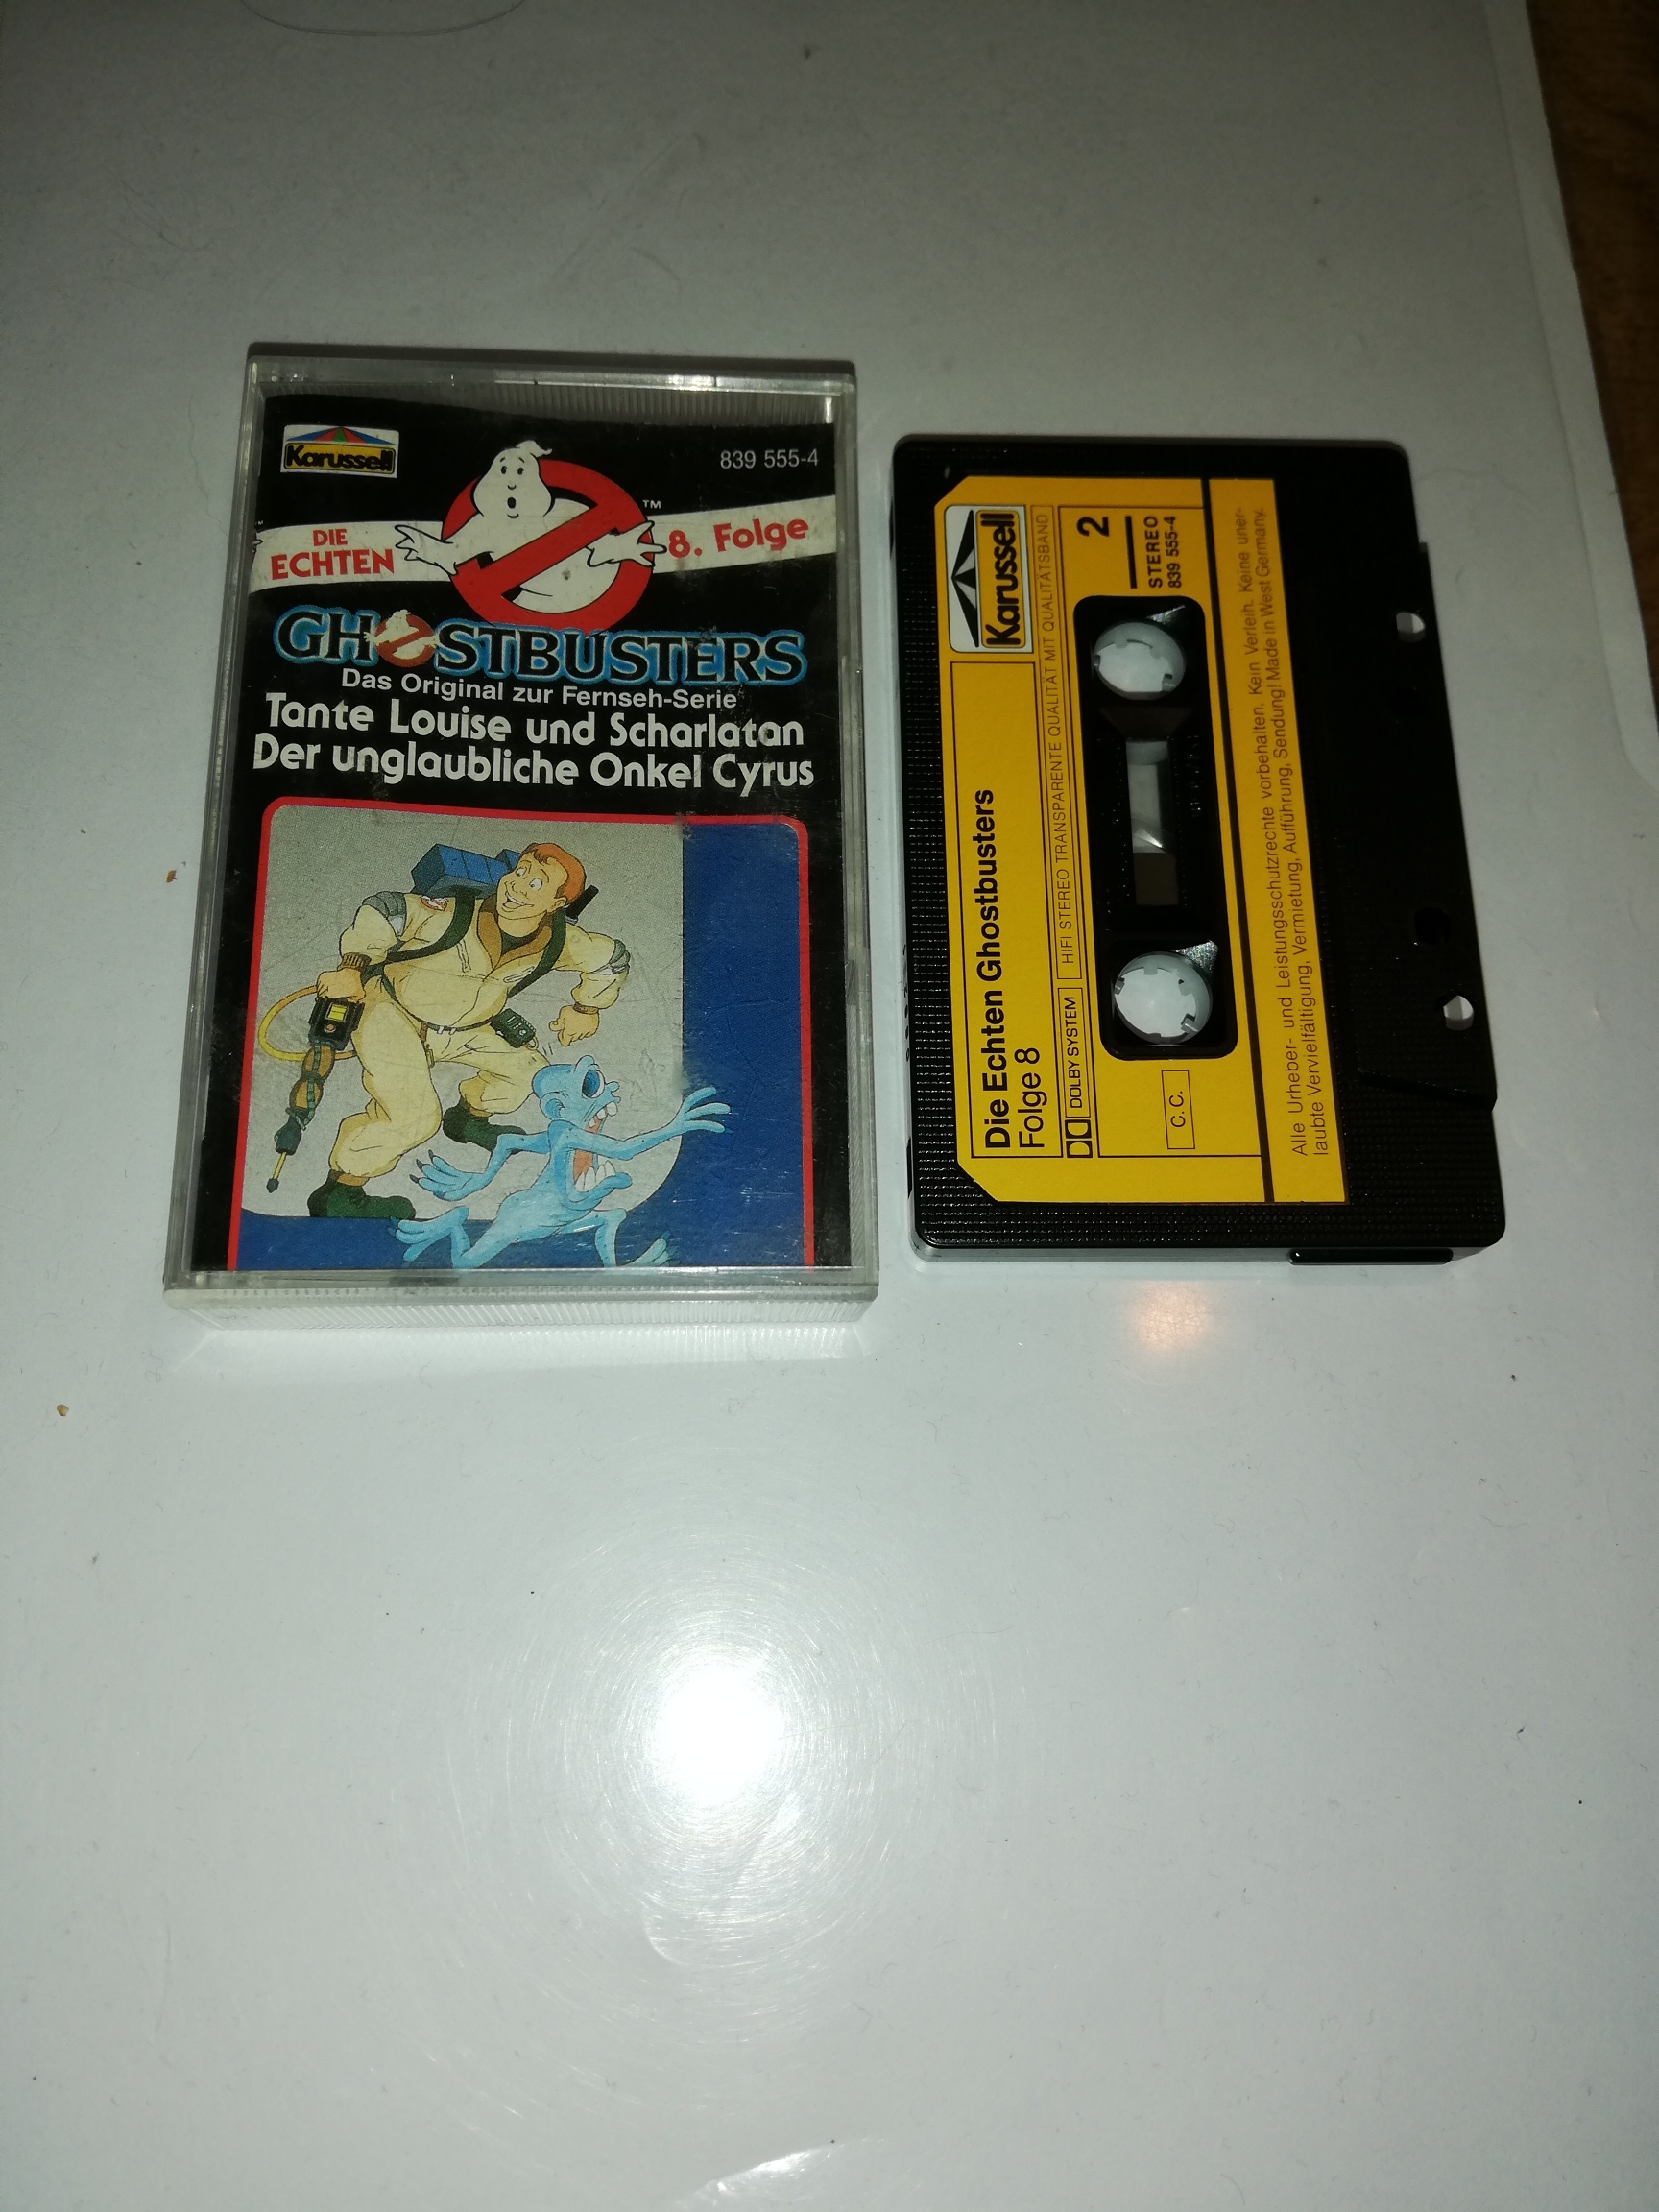 Karussell
839 555-4
DIE
ECHTEN
8. Folge
™
GHOSTBUSTERS
Das Original zur Fernseh-Serie
Tante Louise und Scharlatan
Der unglaubliche Onkel Cyrus
Karussell
Die Echten Ghostbusters
Folge 8
DOLBY SYSTEM
HIFI STEREO TRANSPARENTE QUALITÄT MIT QUALITÄTSBAND
2
STEREO
839 555-4
C.C.
Alle Urheber- und Leistungsschutzrechte vorbehalten. Kein Verleih. Keine uner-
laubte Vervielfältigung, Vermietung, Aufführung, Sendung! Made in West Germany.